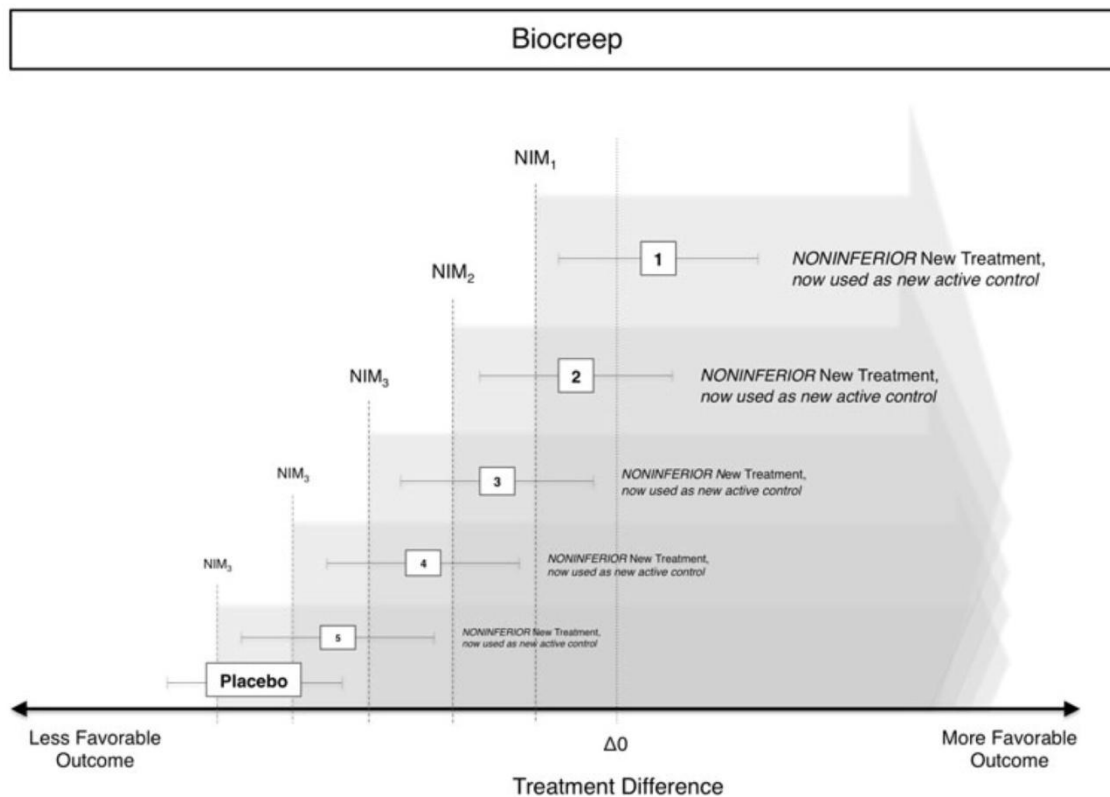 Biocreep
NIM₁
1
NONINFERIOR New Treatment,
now used as new active control
NIM₂
2
NONINFERIOR New Treatment,
now used as new active control
NIM₃
3
NONINFERIOR New Treatment,
now used as new active control
NIM₃
4
NONINFERIOR New Treatment,
now used as new active control
NIM₃
5
NONINFERIOR New Treatment,
now used as new active control
Placebo
Less Favorable
Outcome
Δ0
More Favorable
Outcome
Treatment Difference